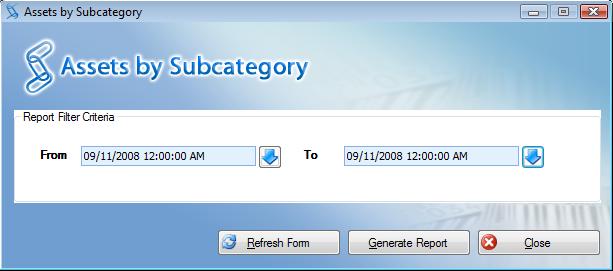 Assets by Subcategory
Assets by Subcategory
Report Filter Criteria
From 09/11/2008 12:00:00 AM To 09/11/2008 12:00:00 AM
Refresh Form Generate Report Close